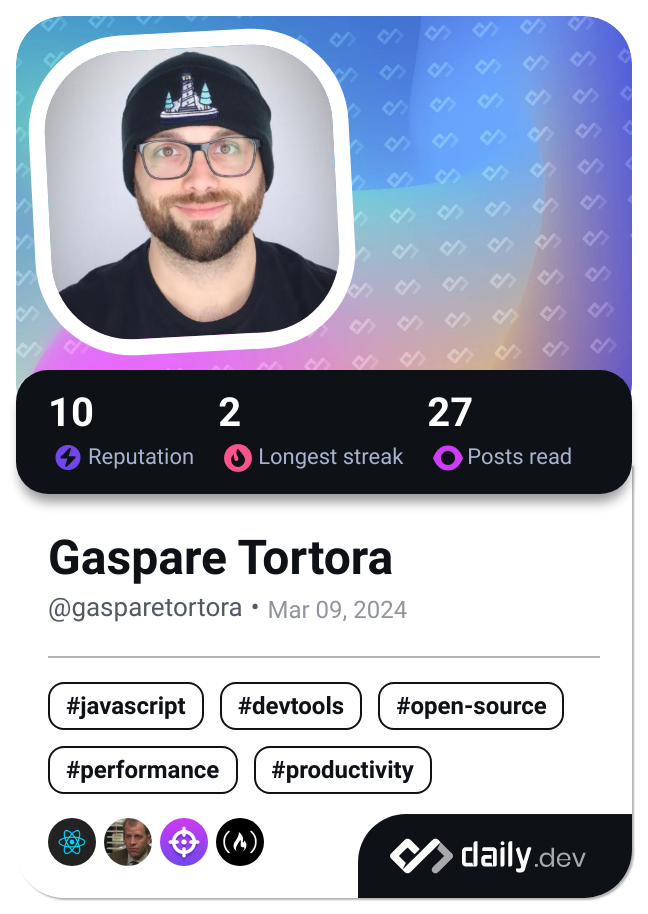 10 2 27
Reputation Longest streak Posts read
Gaspare Tortora
@gasparetortora • Mar 09, 2024
#javascript #devtools #open-source
#performance #productivity
daily.dev